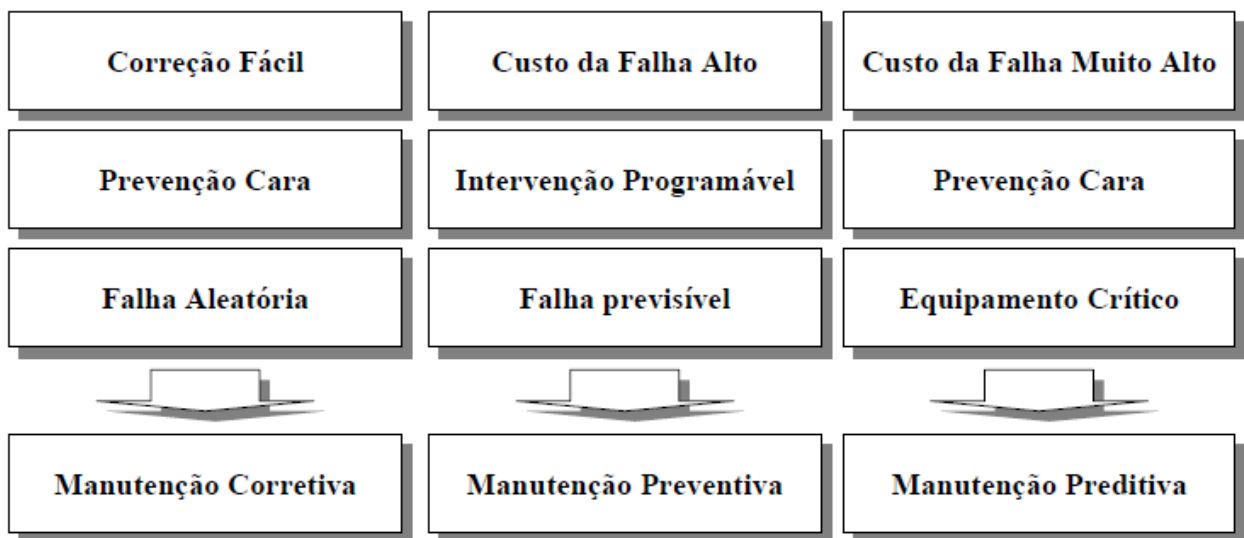 Correção Fácil
Custo da Falha Alto
Custo da Falha Muito Alto
Prevenção Cara
Intervenção Programável
Prevenção Cara
Falha Aleatória
Falha previsível
Equipamento Crítico
Manutenção Corretiva
Manutenção Preventiva
Manutenção Preditiva